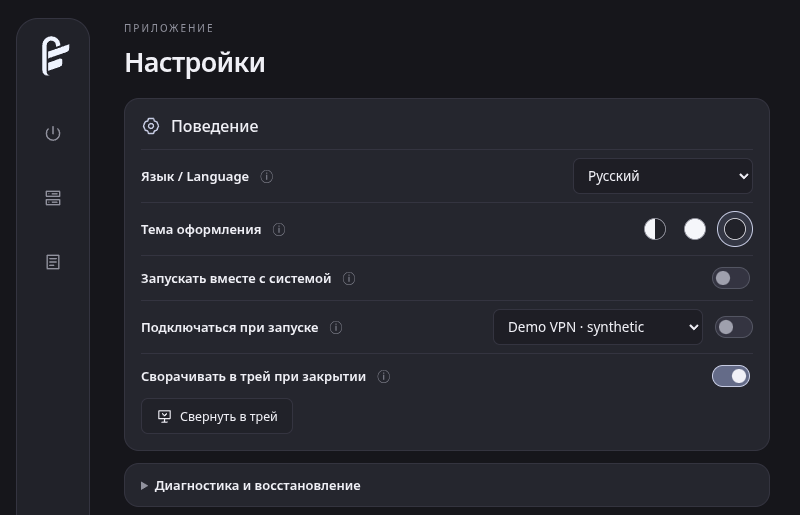 ПРИЛОЖЕНИЕ
Настройки
Поведение
Язык / Language
Русский
Тема оформления
Запускать вместе с системой
Подключаться при запуске
Demo VPN · synthetic
Сворачивать в трей при закрытии
Свернуть в трей
Диагностика и восстановление